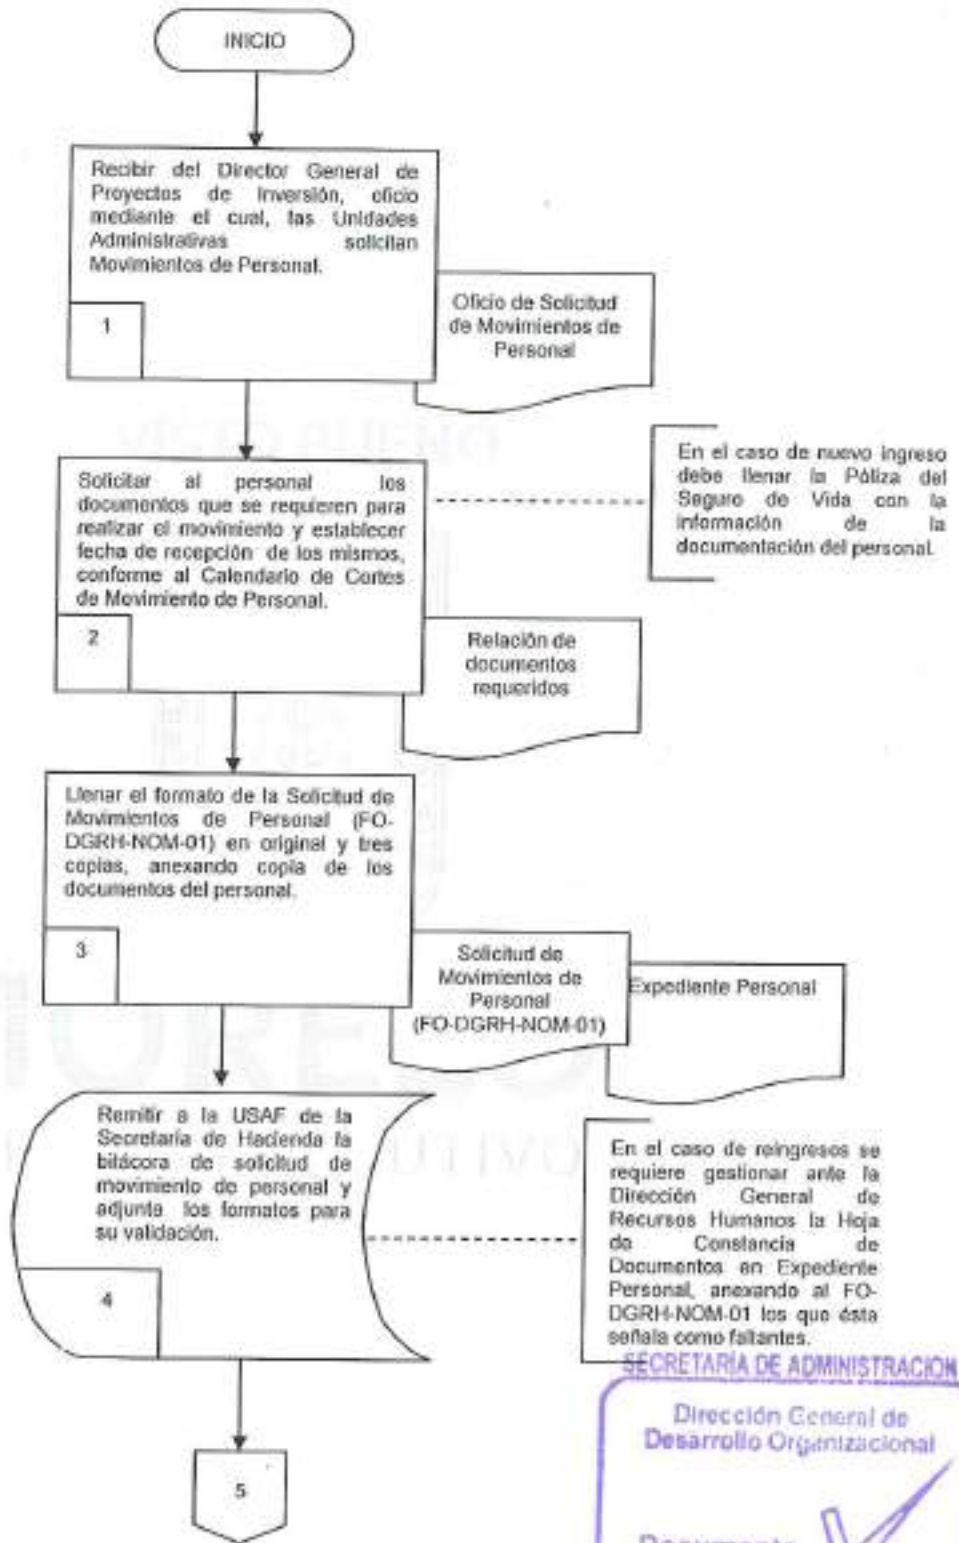 INICIO
Recibir del Director General de
Proyectos de Inversión, oficio
mediante el cual, las Unidades
Administrativas solicitan
Movimientos de Personal.
1
Oficio de Solicitud
de Movimientos de
Personal
Solicitar al personal los
documentos que se requieren para
realizar el movimiento y establecer
fecha de recepción de los mismos,
conforme al Calendario de Cortes
de Movimiento de Personal.
2
En el caso de nuevo ingreso
debe llenar la Póliza del
Seguro de Vida con la
información de la
documentación del personal.
Relación de
documentos
requeridos
Llenar el formato de la Solicitud de
Movimientos de Personal (FO-
DGRH-NOM-01) en original y tres
copias, anexando copia de los
documentos del personal.
3
Solicitud de
Movimientos de
Personal
(FO-DGRH-NOM-01)
Expediente Personal
Remitir a la USAF de la
Secretaría de Hacienda la
bitácora de solicitud de
movimiento de personal y
adjunta los formatos para
su validación.
4
En el caso de reingresos se
requiere gestionar ante la
Dirección General de
Recursos Humanos la Hoja
de Constancia de
Documentos en Expediente
Personal, anexando al FO-
DGRH-NOM-01 los que ésta
señala como faltantes.
SECRETARÍA DE ADMINISTRACION
Dirección General de
Desarrollo Organizacional
Documento
5